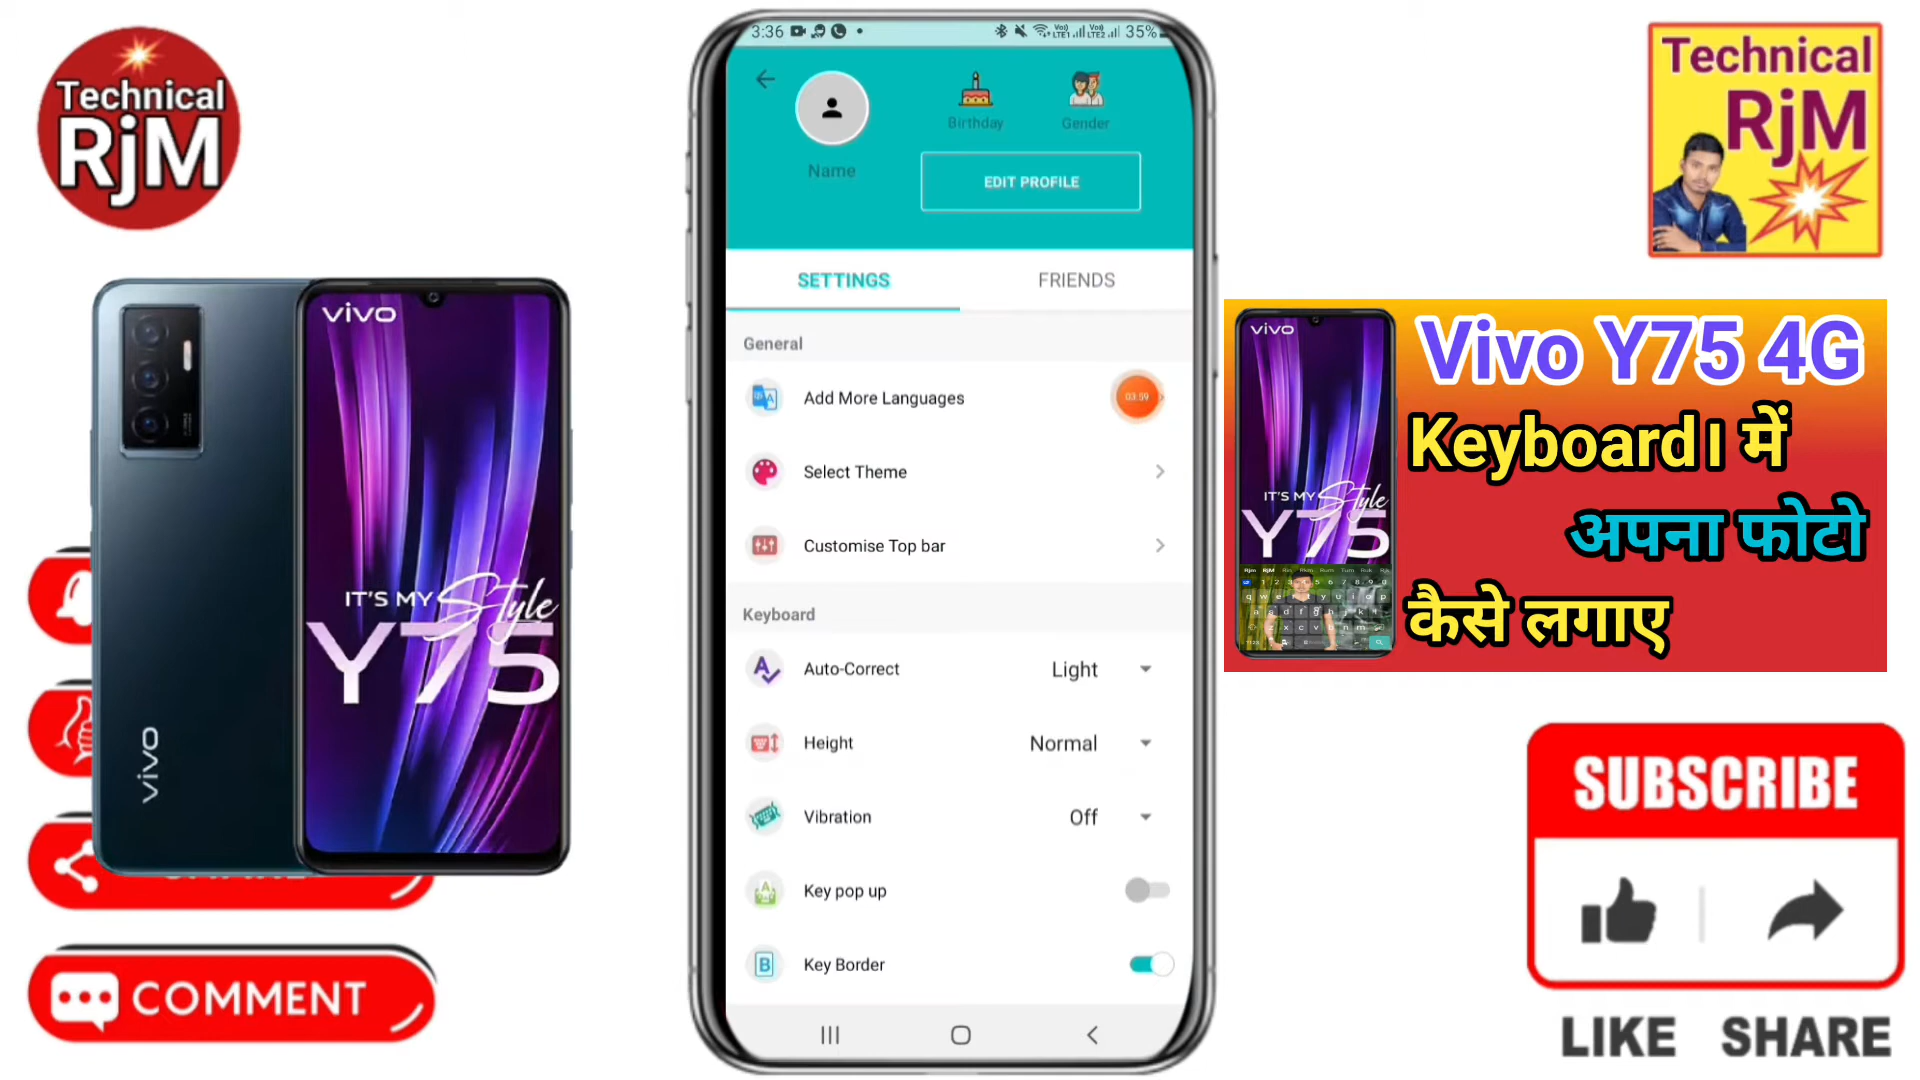 Technical
RjM
vivo
IT'S MY Style
Y75
vivo
COMMENT
3:36
35%
Birthday
Gender
Name
EDIT PROFILE
SETTINGS
FRIENDS
General
Add More Languages
03:59
Select Theme
Customise Top bar
Keyboard
Auto-Correct
Light
Height
Normal
Vibration
Off
Key pop up
Key Border
Technical
RjM
vivo
IT'S MY Style
Y75
Vivo Y75 4G
Keyboard। में
अपना फोटो
कैसे लगाए
SUBSCRIBE
LIKE SHARE